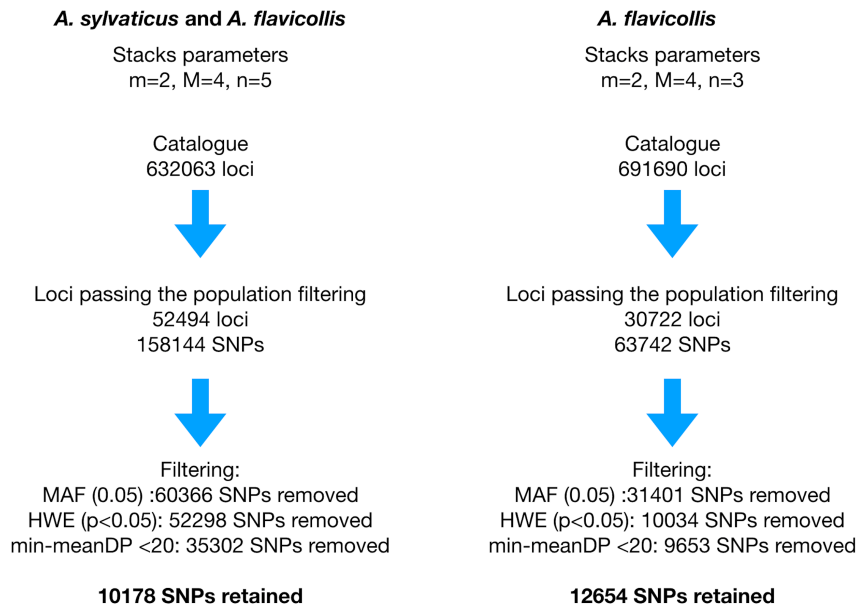 A. sylvaticus and A. flavicollis
Stacks parameters
m=2, M=4, n=5
Catalogue
632063 loci
Loci passing the population filtering
52494 loci
158144 SNPs
Filtering:
MAF (0.05) :60366 SNPs removed
HWE (p<0.05): 52298 SNPs removed
min-meanDP <20: 35302 SNPs removed
10178 SNPs retained
A. flavicollis
Stacks parameters
m=2, M=4, n=3
Catalogue
691690 loci
Loci passing the population filtering
30722 loci
63742 SNPs
Filtering:
MAF (0.05) :31401 SNPs removed
HWE (p<0.05): 10034 SNPs removed
min-meanDP <20: 9653 SNPs removed
12654 SNPs retained